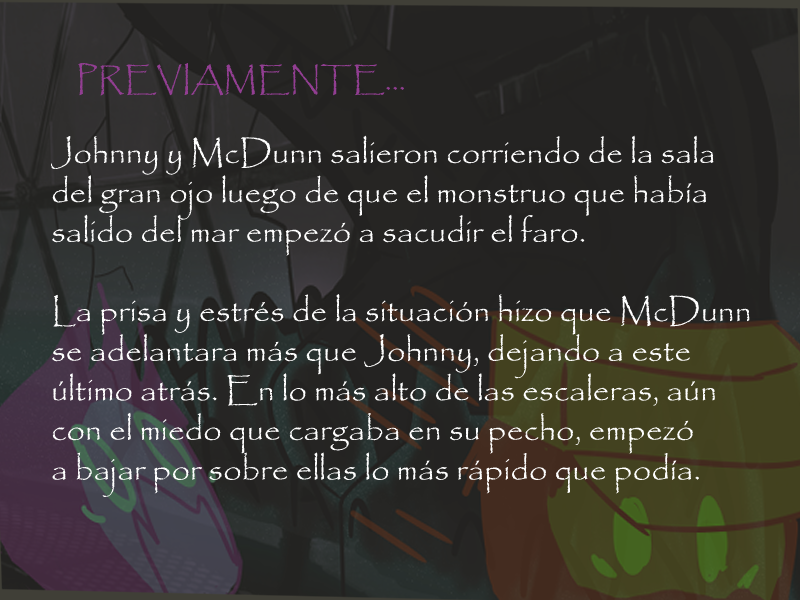 PREVIAMENTE...
Johnny y McDunn salieron corriendo de la sala
del gran ojo luego de que el monstruo que había
salido del mar empezó a sacudir el faro.
La prisa y estrés de la situación hizo que McDunn
se adelantara más que Johnny, dejando a este
último atrás. En lo más alto de las escaleras, aún
con el miedo que cargaba en su pecho, empezó
a bajar por sobre ellas lo más rápido que podía.